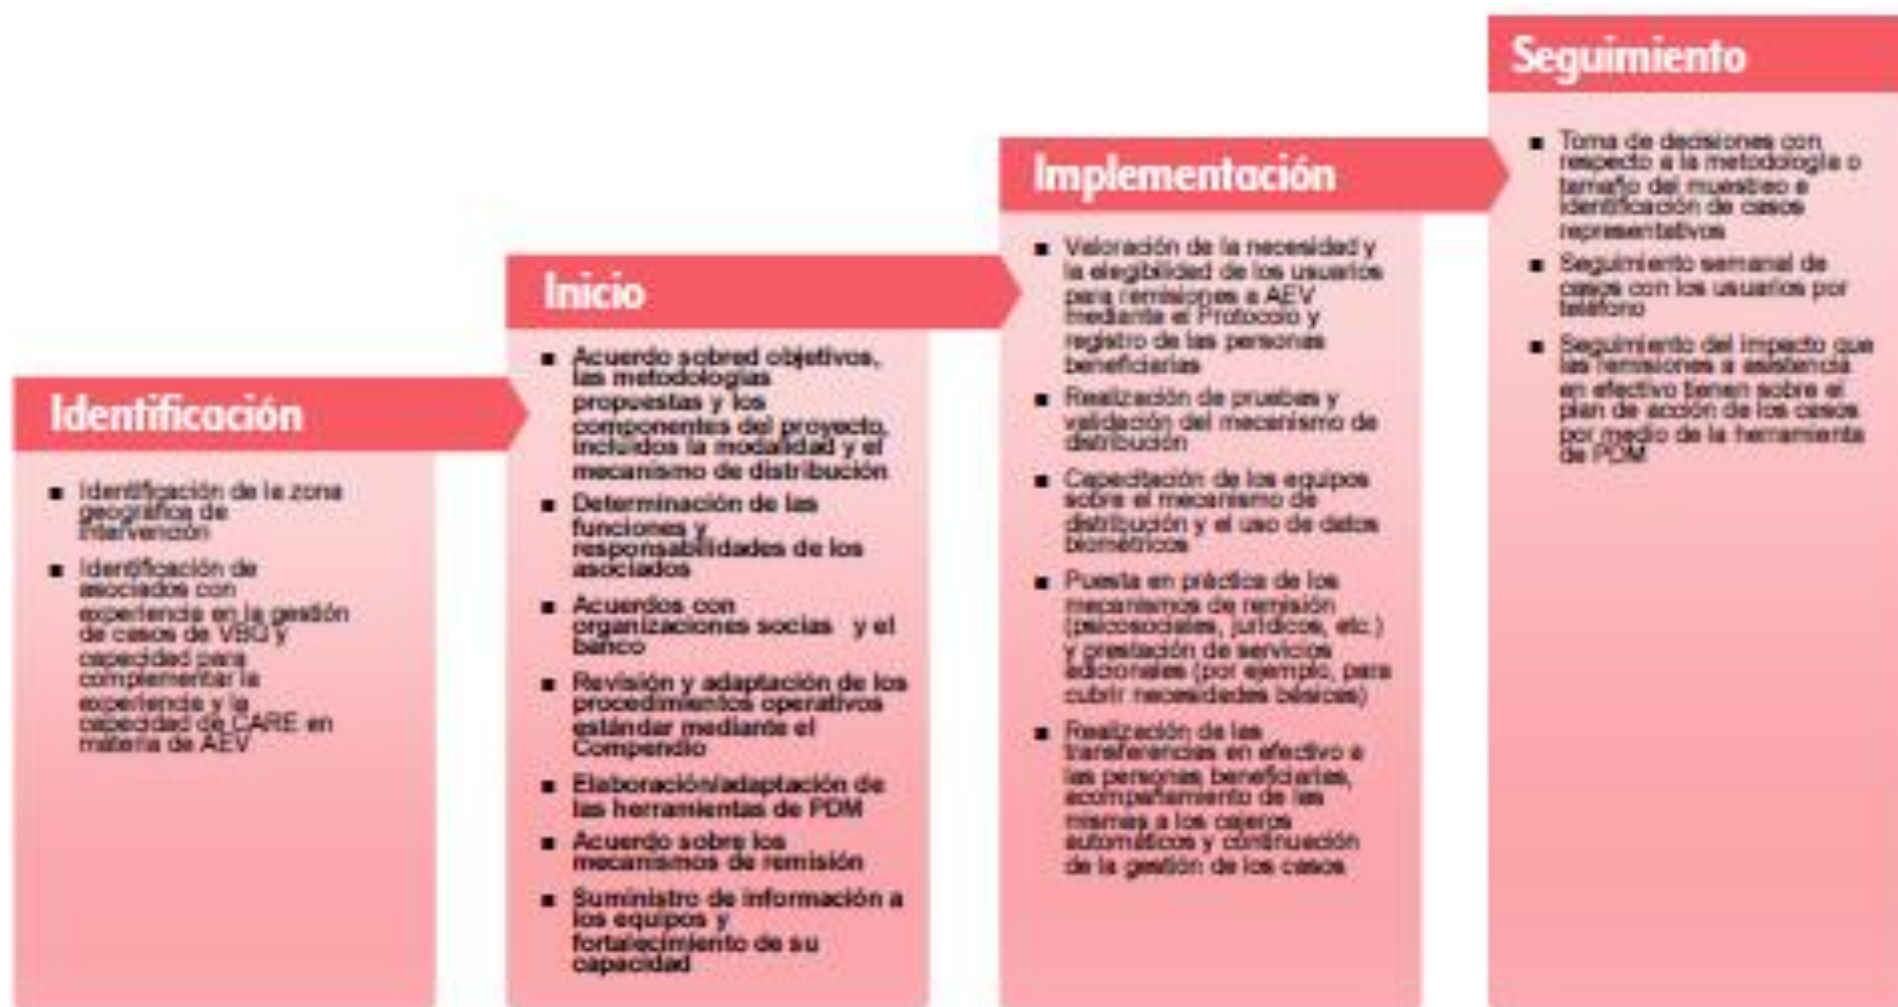 Identificación
■ Identificación de la zona
geográfica de
intervención
■ Identificación de
asociados con
experiencia en la gestión
de casos de VBG y
capacidad para
complementar la
experiencia y la
capacidad de CARE en
materia de AEV
Inicio
■ Acuerdo sobred objetivos,
las metodologías
propuestas y los
componentes del proyecto,
incluidos la modalidad y el
mecanismo de distribución
■ Determinación de las
funciones y
responsabilidades de los
asociados
■ Acuerdos con
organizaciones socias y el
banco
■ Revisión y adaptación de los
procedimientos operativos
estándar mediante el
Compendio
■ Elaboración/adaptación de
las herramientas de PDM
■ Acuerdo sobre los
mecanismos de remisión
■ Suministro de información a
los equipos y
fortalecimiento de su
capacidad
Implementación
■ Valoración de la necesidad y
la elegibilidad de los usuarios
para remisiones a AEV
mediante el Protocolo y
registro de las personas
beneficiarias
■ Realización de pruebas y
validación del mecanismo de
distribución
■ Capacitación de los equipos
sobre el mecanismo de
distribución y el uso de datos
biométricos
■ Puesta en práctica de los
mecanismos de remisión
(psicosociales, jurídicos, etc.)
y prestación de servicios
adicionales (por ejemplo, para
cubrir necesidades básicas)
■ Realización de las
transferencias en efectivo a
las personas beneficiarias,
acompañamiento de las
mismas a los cajeros
automáticos y continuación
de la gestión de los casos
Seguimiento
■ Toma de decisiones con
respecto a la metodología o
tamaño del muestreo e
identificación de casos
representativos
■ Seguimiento semanal de
casos con los usuarios por
teléfono
■ Seguimiento del impacto que
las remisiones a asistencia
en efectivo tienen sobre el
plan de acción de los casos
por medio de la herramienta
de PDM